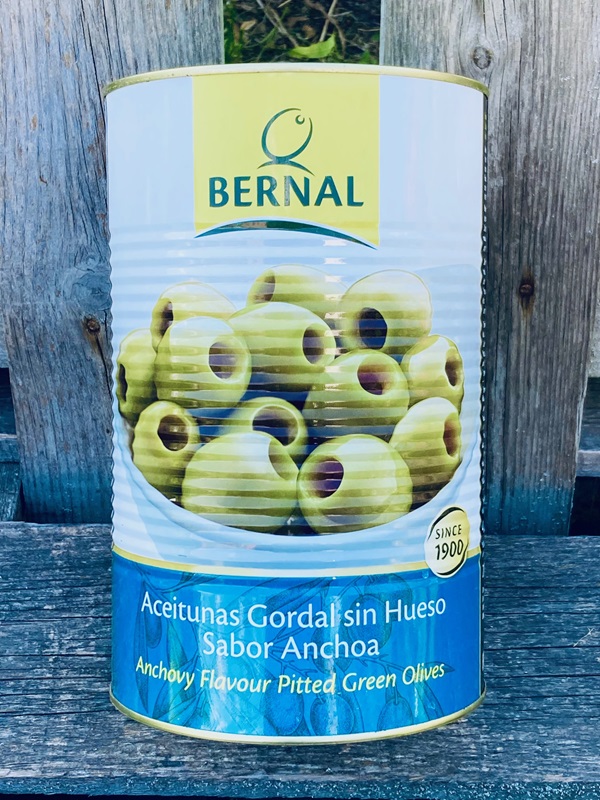 BERNAL
SINCE
1900
Aceitunas Gordal sin Hueso
Sabor Anchoa
Anchovy Flavour Pitted Green Olives